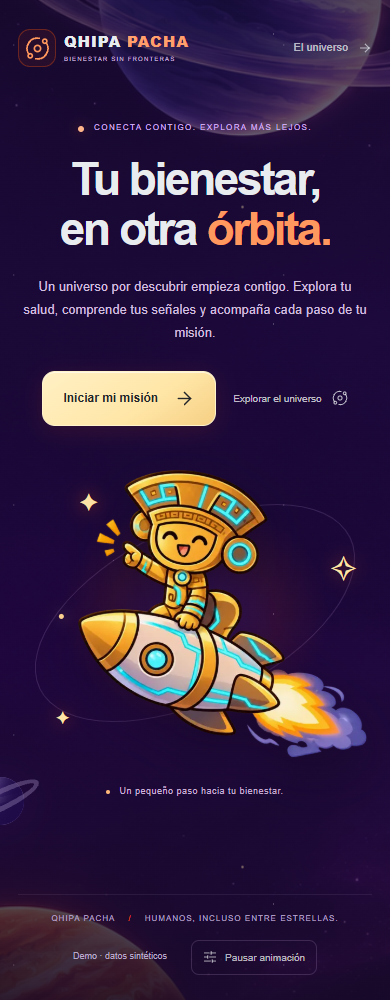 QHIPA PACHA
BIENESTAR SIN FRONTERAS
El universo
CONECTA CONTIGO. EXPLORA MÁS LEJOS.
Tu bienestar,
en otra órbita.
Un universo por descubrir empieza contigo. Explora tu
salud, comprende tus señales y acompaña cada paso de tu
misión.
Iniciar mi misión
Explorar el universo
Un pequeño paso hacia tu bienestar.
QHIPA PACHA / HUMANOS, INCLUSO ENTRE ESTRELLAS.
Demo · datos sintéticos
Pausar animación